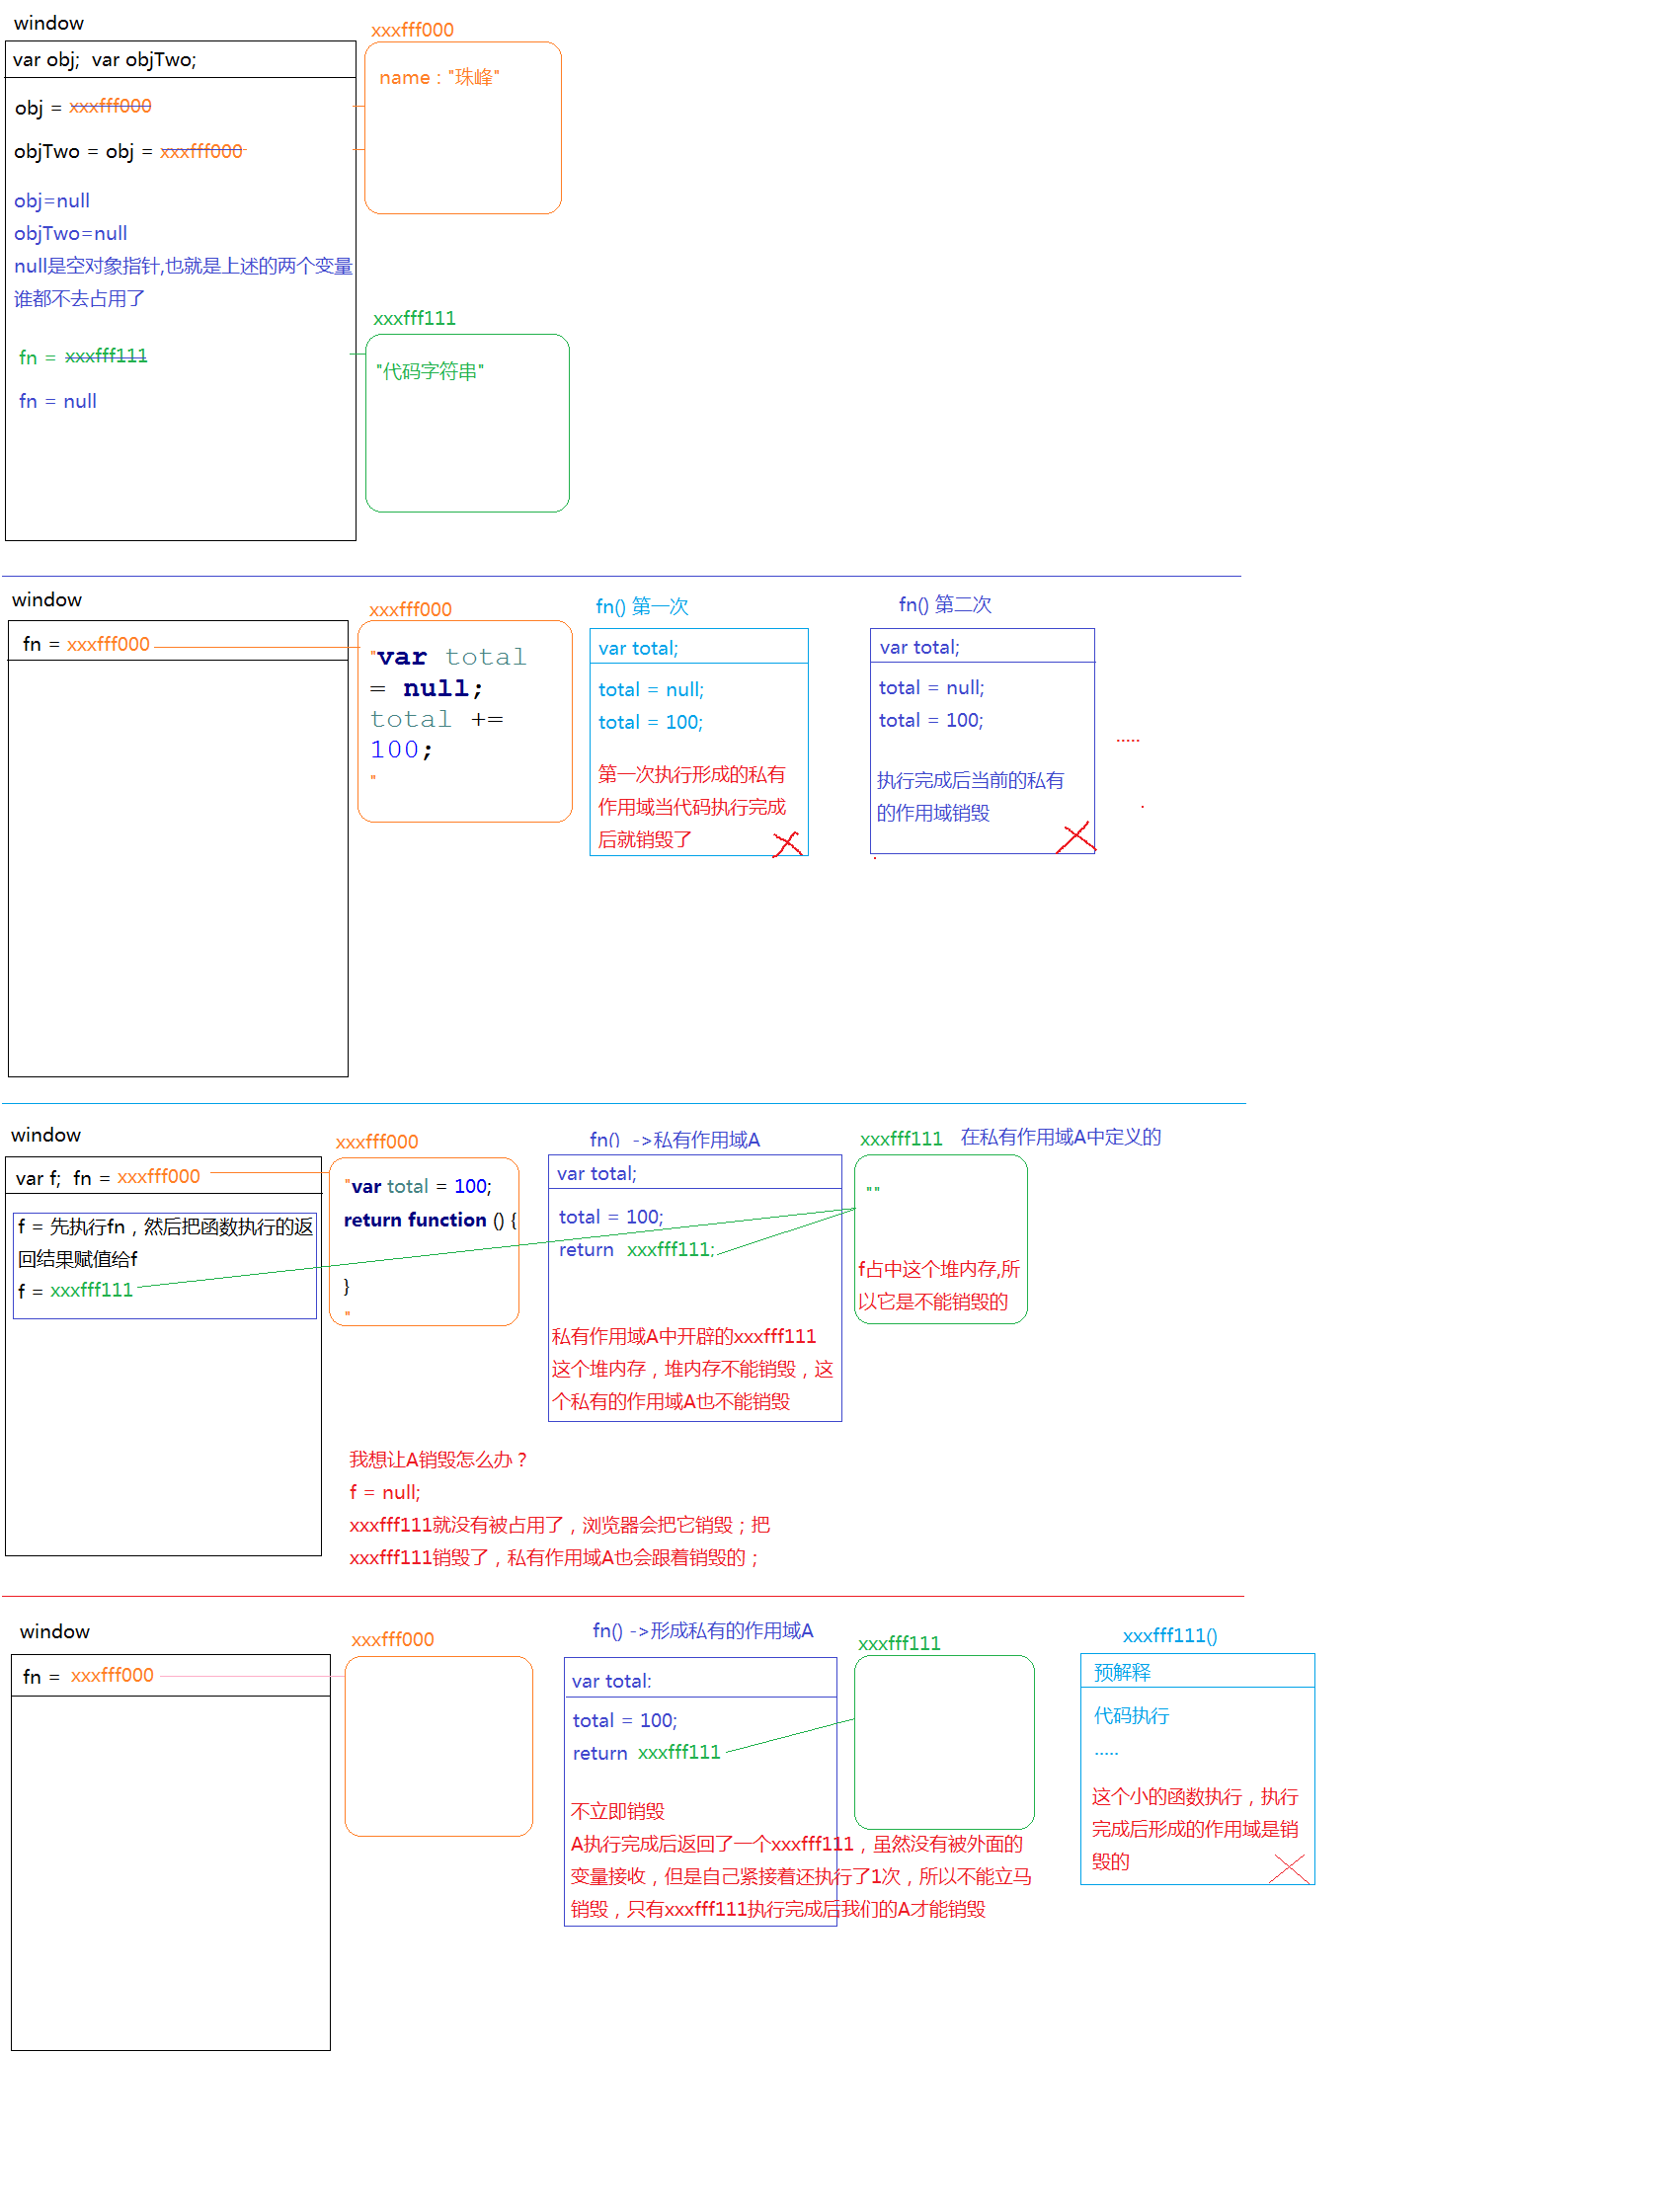 window
var obj;  var objTwo;
obj = xxxfff000
objTwo = obj = xxxfff000
obj=null
objTwo=null
null是空对象指针,也就是上述的两个变量
谁都不去占用了
fn = xxxfff111
fn = null
xxxfff000
name : "珠峰"
xxxfff111
"代码字符串"
window
fn = xxxfff000
xxxfff000
"var total
= null;
total +=
100;
"
fn() 第一次
var total;
total = null;
total = 100;
第一次执行形成的私有
作用域当代码执行完成
后就销毁了
fn() 第二次
var total;
total = null;
total = 100;
执行完成后当前的私有
的作用域销毁
.....
window
var f;  fn = xxxfff000
f = 先执行fn，然后把函数执行的返
回结果赋值给f
f = xxxfff111
xxxfff000
"var total = 100;
return function () {
}
"
fn()  ->私有作用域A
var total;
total = 100;
return  xxxfff111;
私有作用域A中开辟的xxxfff111
这个堆内存，堆内存不能销毁，这
个私有的作用域A也不能销毁
xxxfff111   在私有作用域A中定义的
""
f占中这个堆内存,所
以它是不能销毁的
我想让A销毁怎么办？
f = null;
xxxfff111就没有被占用了，浏览器会把它销毁；把
xxxfff111销毁了，私有作用域A也会跟着销毁的；
window
fn =  xxxfff000
xxxfff000
fn() ->形成私有的作用域A
var total:
total = 100;
return  xxxfff111
不立即销毁
A执行完成后返回了一个xxxfff111，虽然没有被外面的
变量接收，但是自己紧接着还执行了1次，所以不能立马
销毁，只有xxxfff111执行完成后我们的A才能销毁
xxxfff111
xxxfff111()
预解释
代码执行
.....
这个小的函数执行，执行
完成后形成的作用域是销
毁的